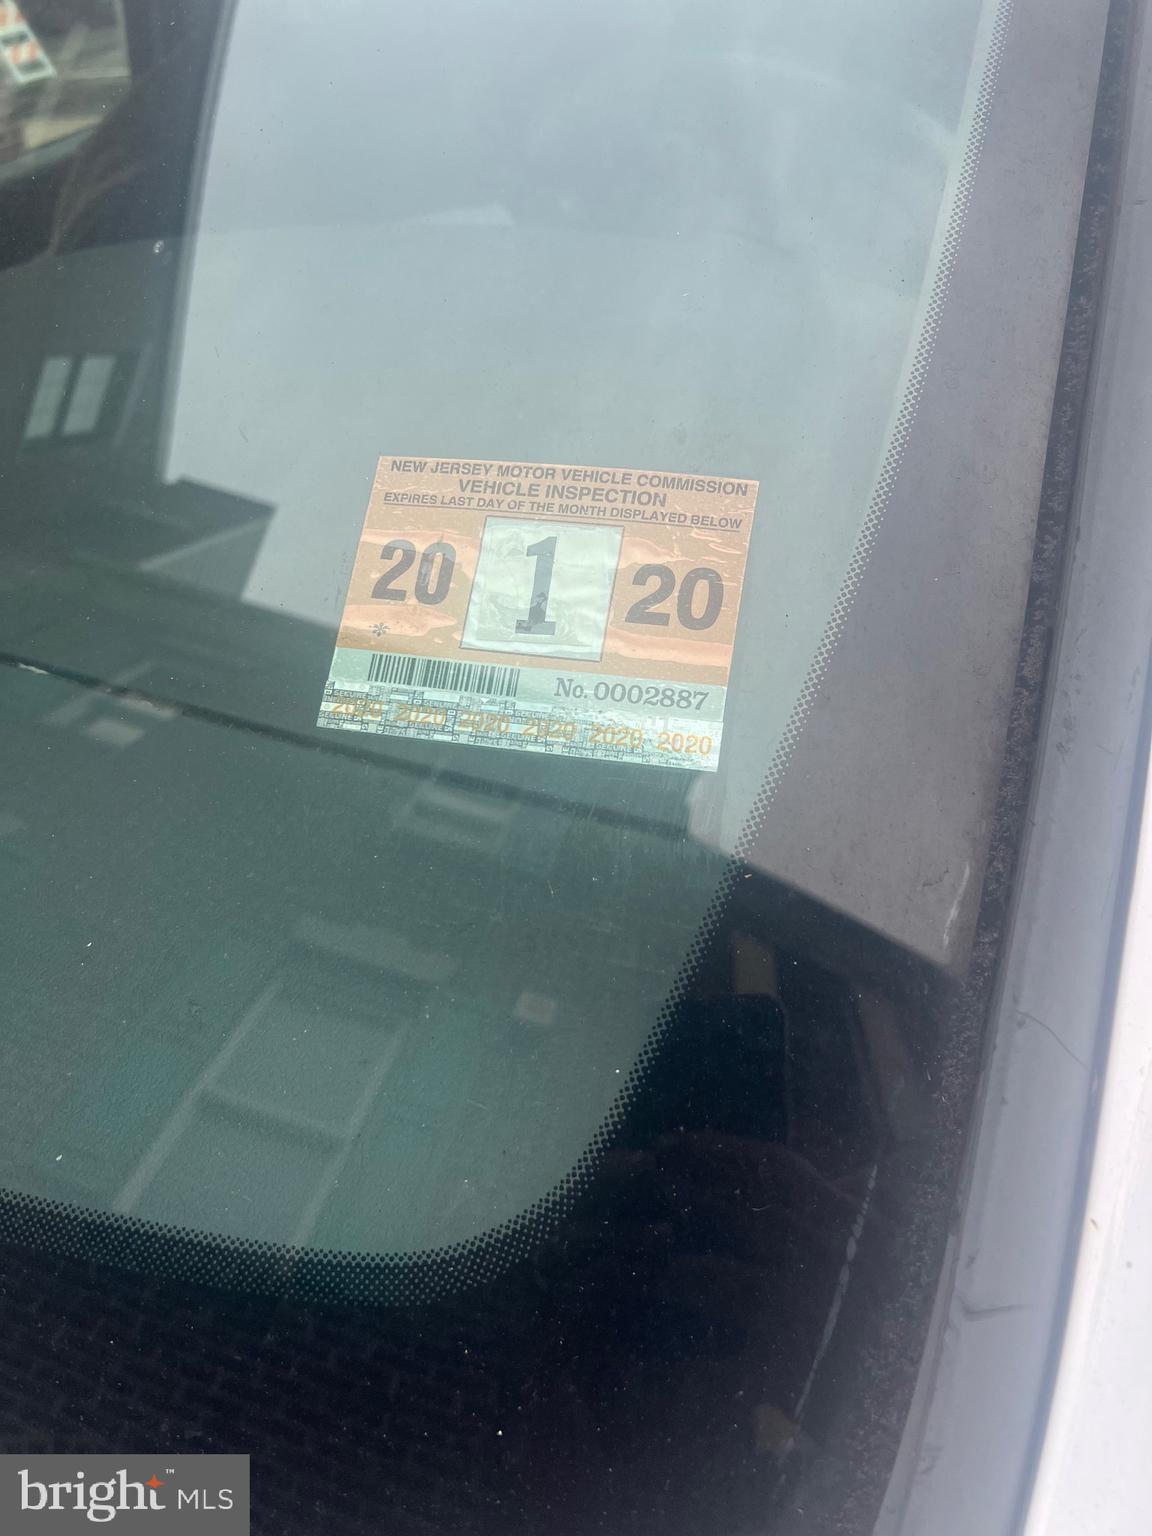 NEW JERSEY MOTOR VEHICLE COMMISSION
VEHICLE INSPECTION
EXPIRES LAST DAY OF THE MONTH DISPLAYED BELOW
20 1 20
*
No. 0002887
2020 2020 2020 2020 2020 2020
bright™ MLS